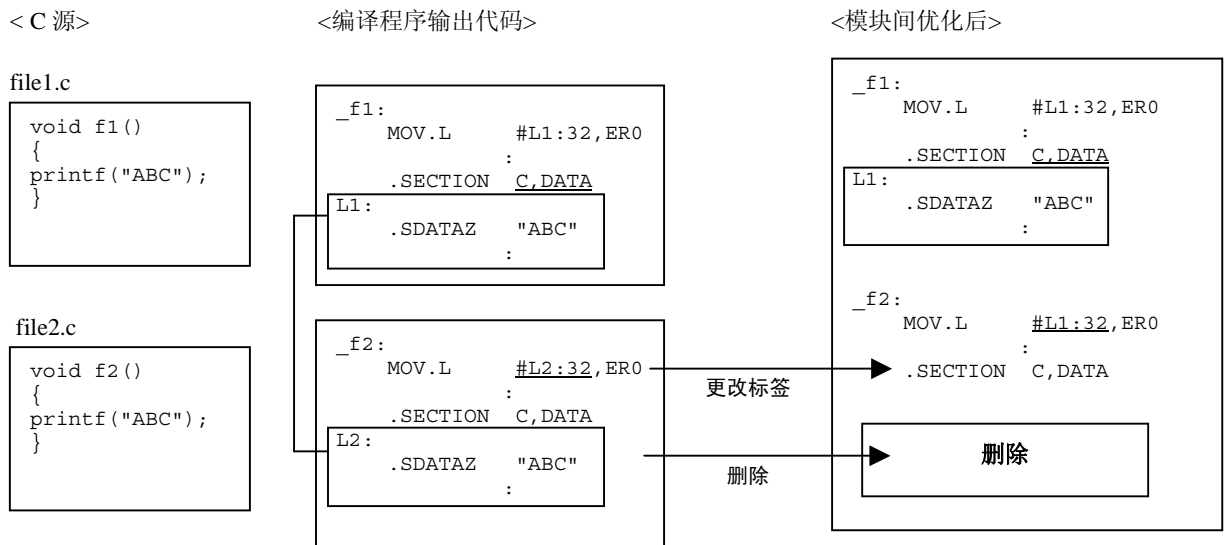 < C 源>
<编译程序输出代码>
<模块间优化后>
file1.c
void f1()
{
printf("ABC");
}
_f1:
MOV.L #L1:32,ER0
:
.SECTION C,DATA
L1:
.SDATAZ "ABC"
:
file2.c
void f2()
{
printf("ABC");
}
_f2:
MOV.L #L2:32,ER0
:
.SECTION C,DATA
L2:
.SDATAZ "ABC"
:
更改标签
删除
_f1:
MOV.L #L1:32,ER0
:
.SECTION C,DATA
L1:
.SDATAZ "ABC"
:
_f2:
MOV.L #L1:32,ER0
:
.SECTION C,DATA
删除